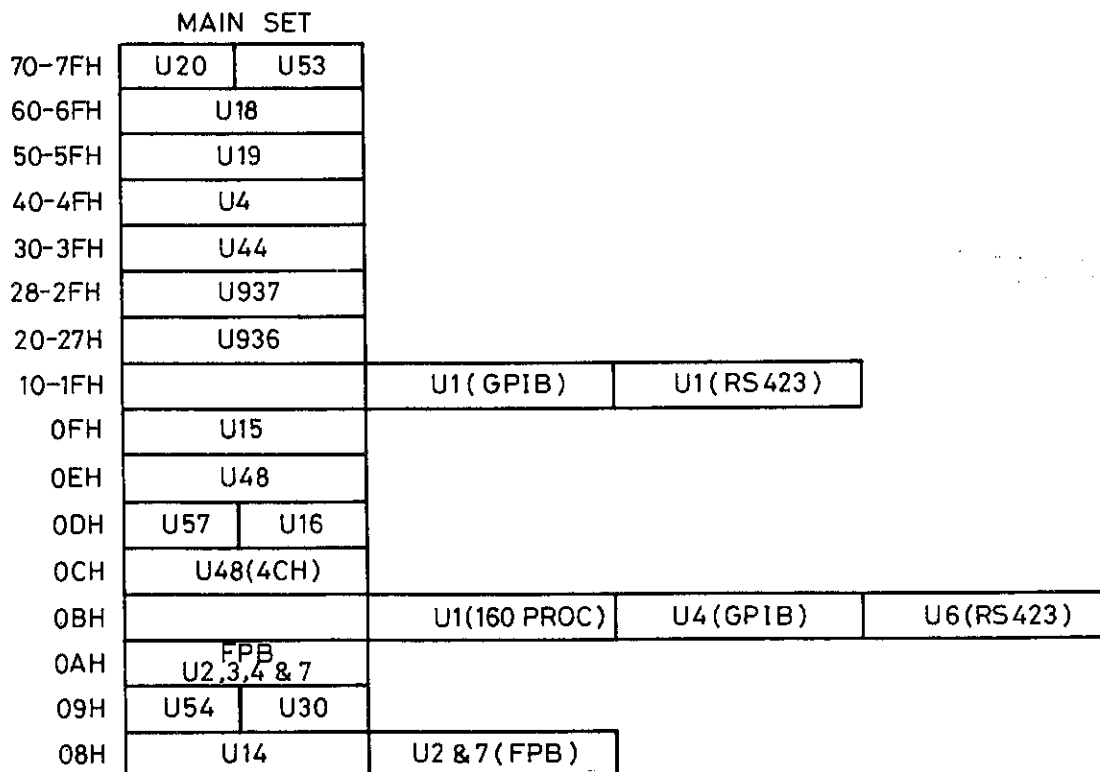 MAIN SET
70-7FH U20 U53
60-6FH U18
50-5FH U19
40-4FH U4
30-3FH U44
28-2FH U937
20-27H U936
10-1FH U1(GPIB) U1(RS423)
0FH U15
0EH U48
0DH U57 U16
0CH U48(4CH)
0BH U1(160 PROC) U4(GPIB) U6(RS423)
0AH FPB
U2,3,4 & 7
09H U54 U30
08H U14 U2 & 7(FPB)